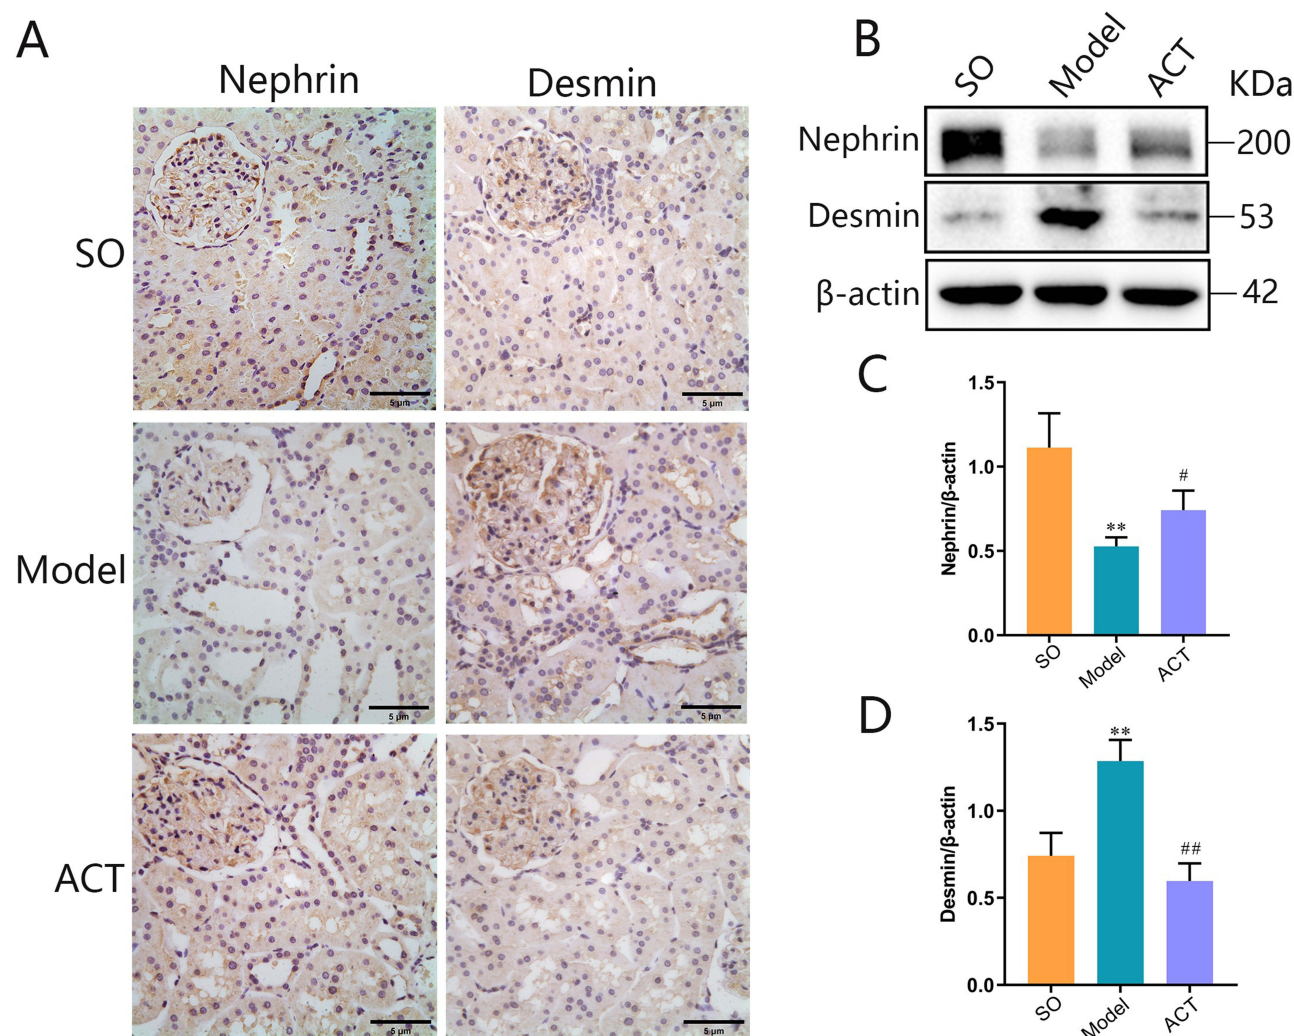 A
Nephrin
Desmin
SO
5 μm
5 μm
Model
5 μm
5 μm
ACT
5 μm
5 μm
B
SO
Model
ACT
KDa
Nephrin
200
Desmin
53
β-actin
42
C
Nephrin/β-actin
1.5
1.0
0.5
0.0
**
#
SO
Model
ACT
D
Desmin/β-actin
1.5
1.0
0.5
0.0
**
##
SO
Model
ACT